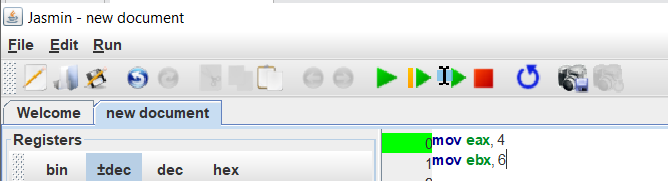 Jasmin - new document
File Edit Run
Welcome new document
Registers
bin ±dec dec hex
0 mov eax, 4
1 mov ebx, 6